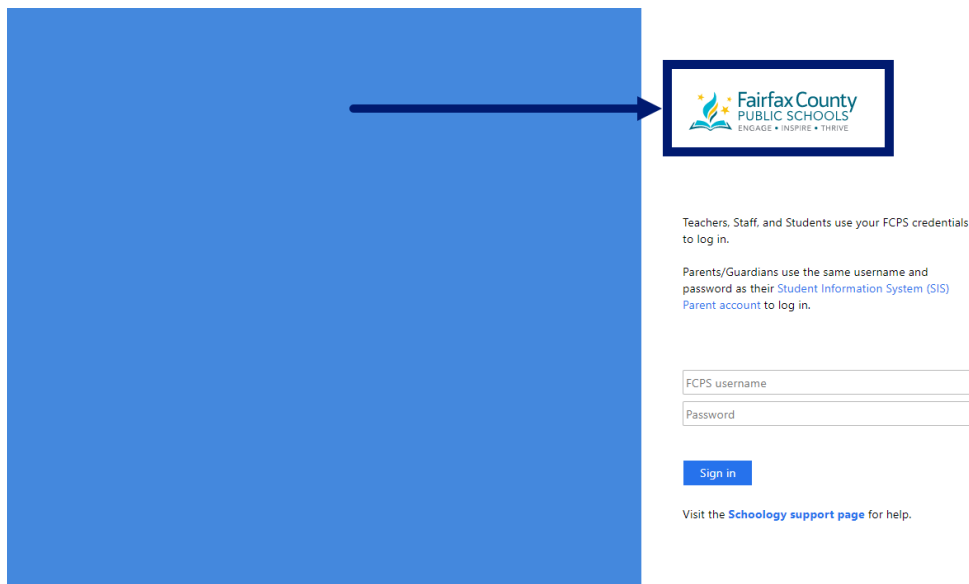 Fairfax County
PUBLIC SCHOOLS
ENGAGE • INSPIRE • THRIVE
Teachers, Staff, and Students use your FCPS credentials
to log in.
Parents/Guardians use the same username and
password as their Student Information System (SIS)
Parent account to log in.
FCPS username
Password
Sign in
Visit the Schoology support page for help.